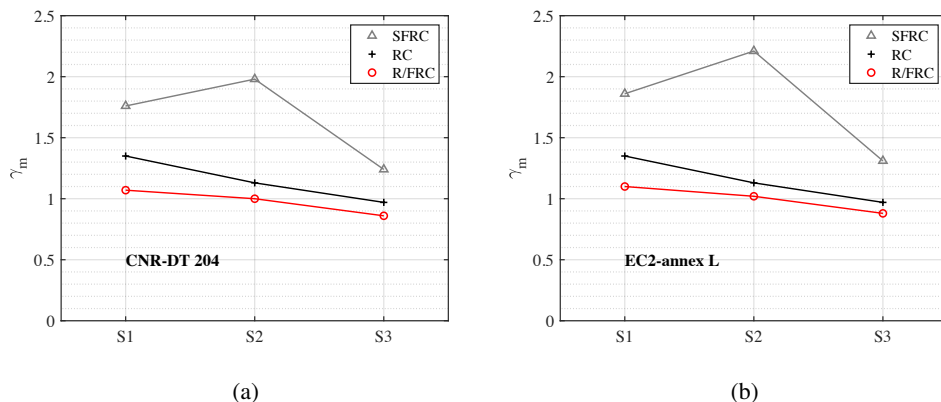 2.5
2
1.5
1
0.5
0
γm
SFRC
RC
R/FRC
CNR-DT 204
S1 S2 S3
(a)
2.5
2
1.5
1
0.5
0
γm
SFRC
RC
R/FRC
EC2-annex L
S1 S2 S3
(b)